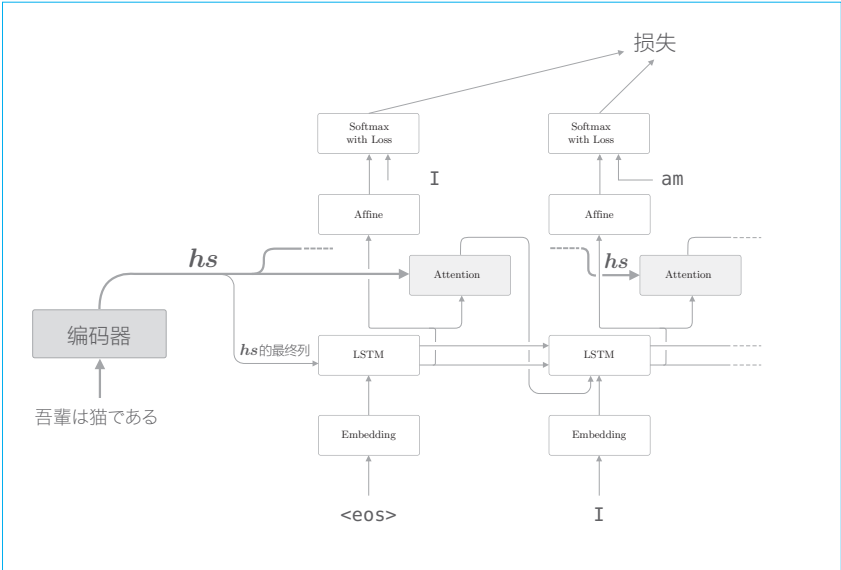 损失
Softmax
with Loss
Softmax
with Loss
I
am
Affine
Affine
hs
hs
Attention
Attention
编码器
hs的最终列
LSTM
LSTM
吾輩は猫である
Embedding
Embedding
<eos>
I